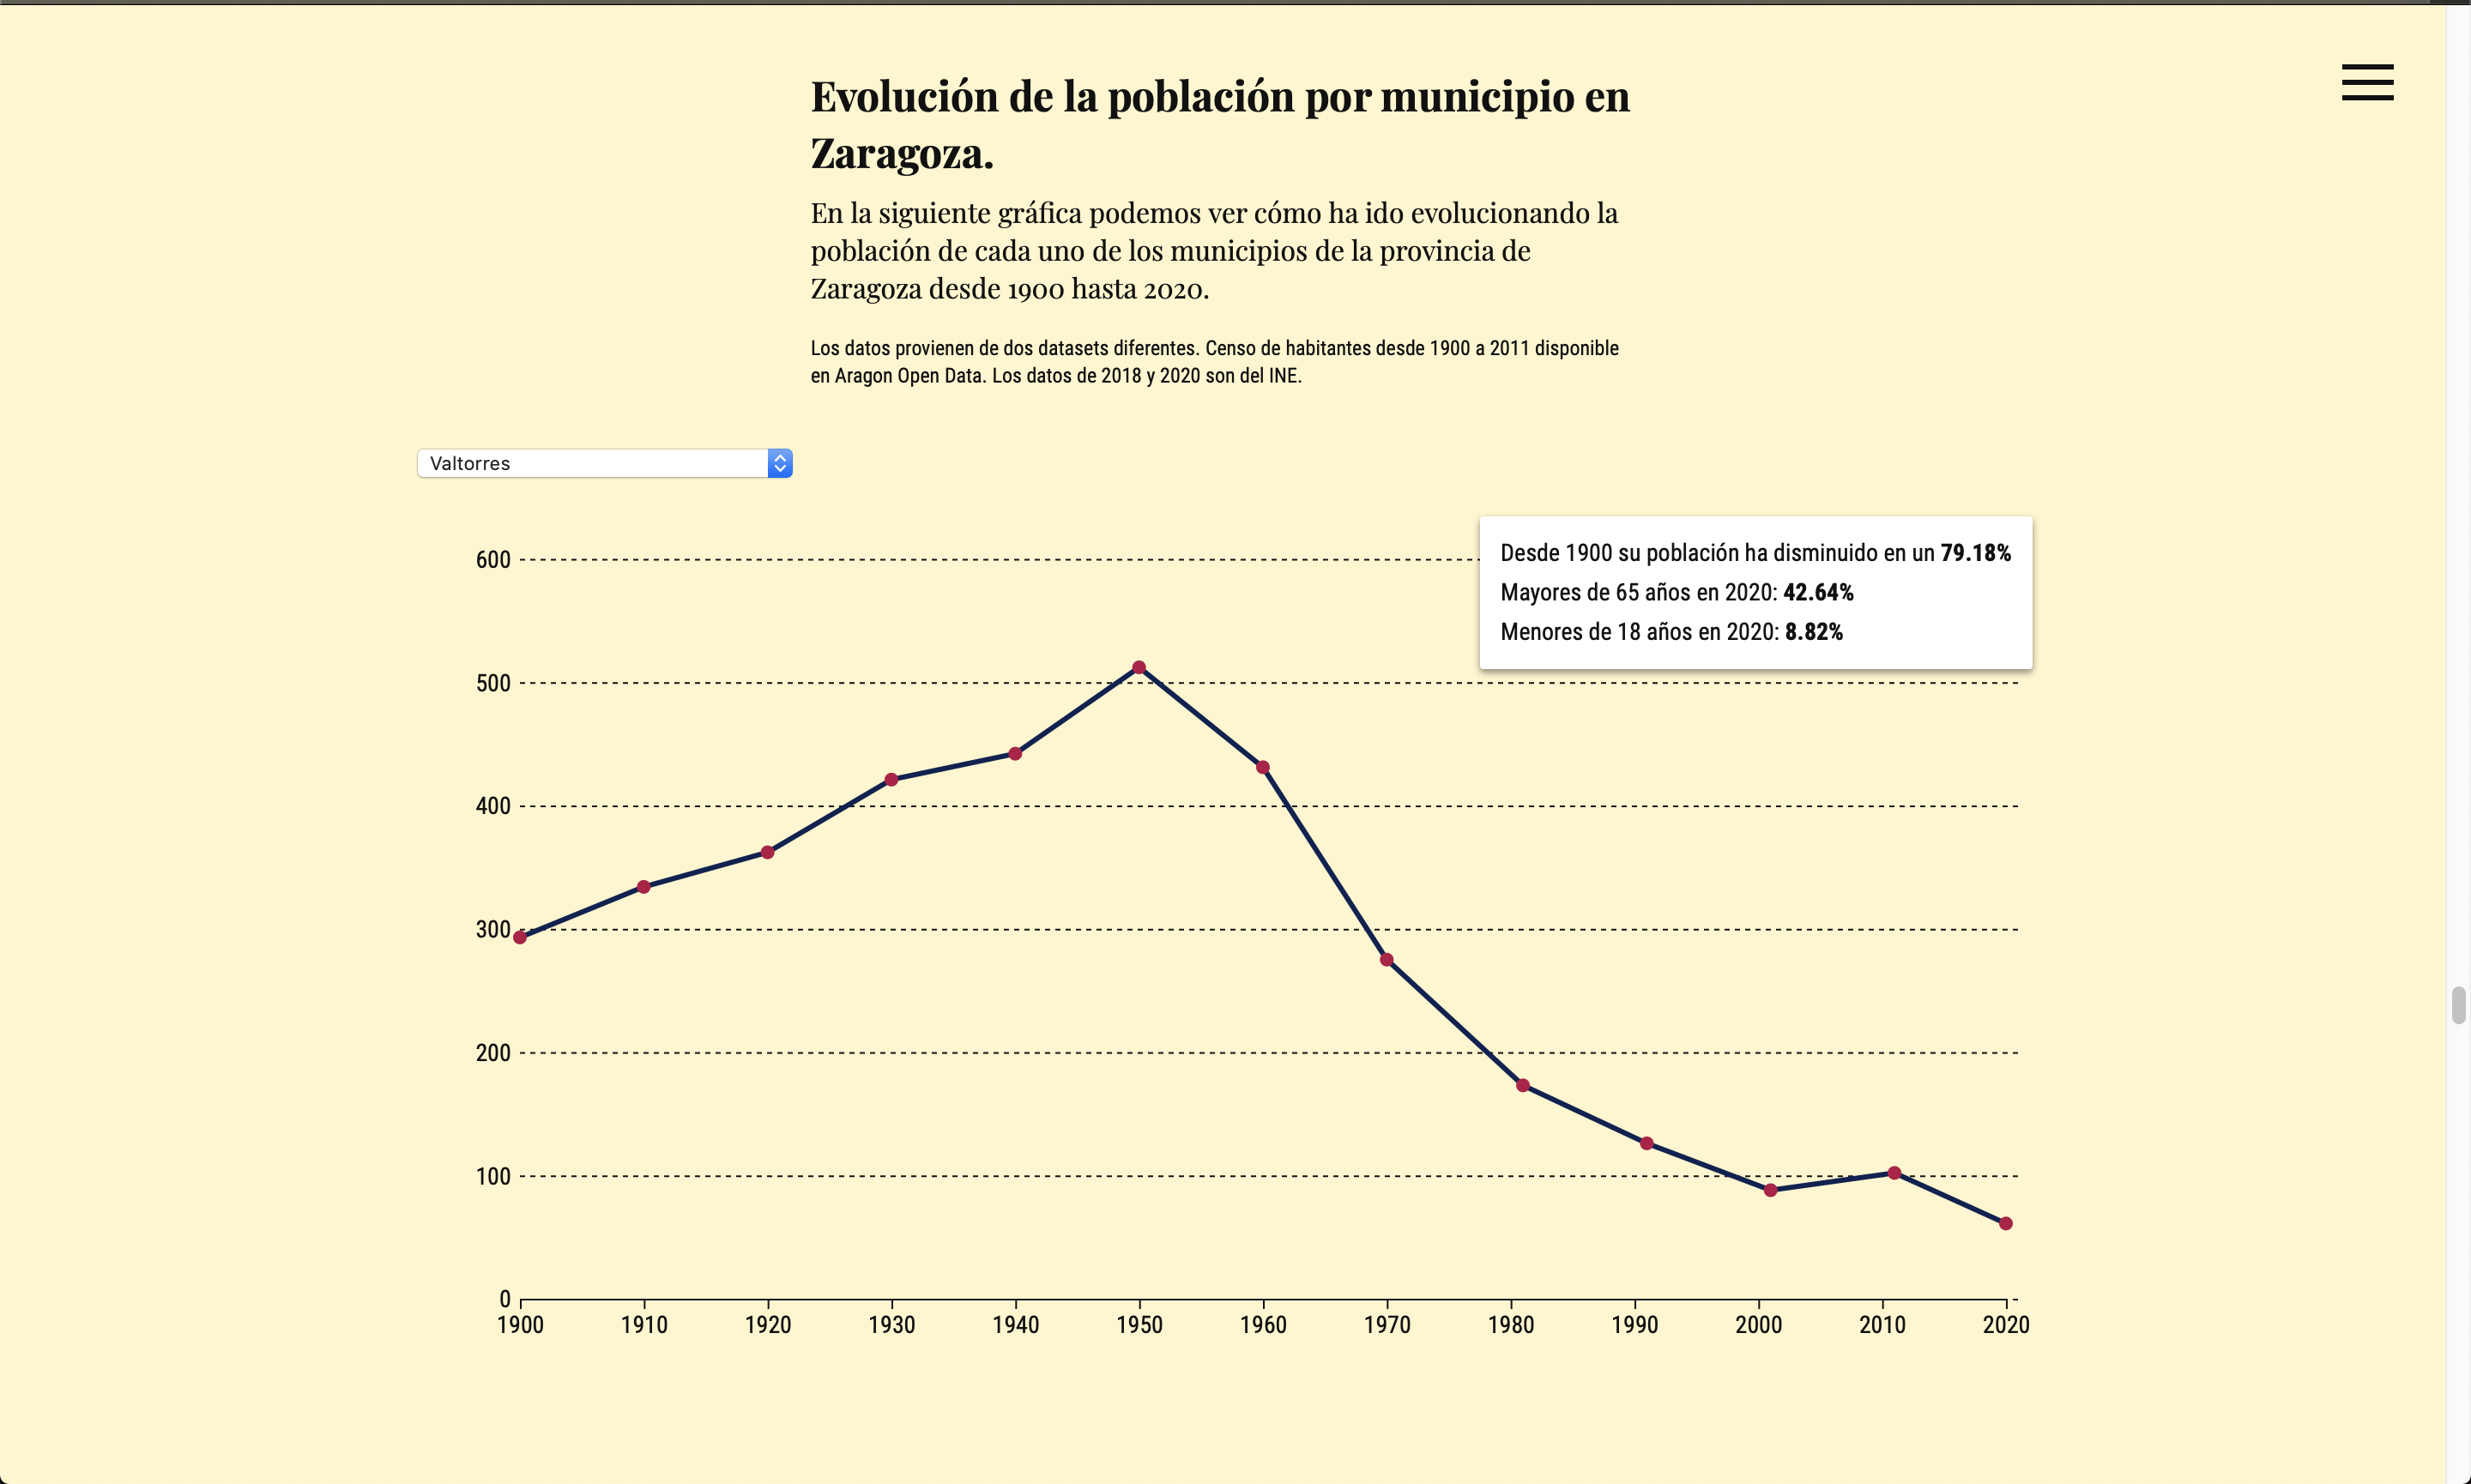 Evolución de la población por municipio en
Zaragoza.
En la siguiente gráfica podemos ver cómo ha ido evolucionando la
población de cada uno de los municipios de la provincia de
Zaragoza desde 1900 hasta 2020.
Los datos provienen de dos datasets diferentes. Censo de habitantes desde 1900 a 2011 disponible
en Aragon Open Data. Los datos de 2018 y 2020 son del INE.
Valtorres
Desde 1900 su población ha disminuido en un 79.18%
Mayores de 65 años en 2020: 42.64%
Menores de 18 años en 2020: 8.82%
600
500
400
300
200
100
0
1900 1910 1920 1930 1940 1950 1960 1970 1980 1990 2000 2010 2020